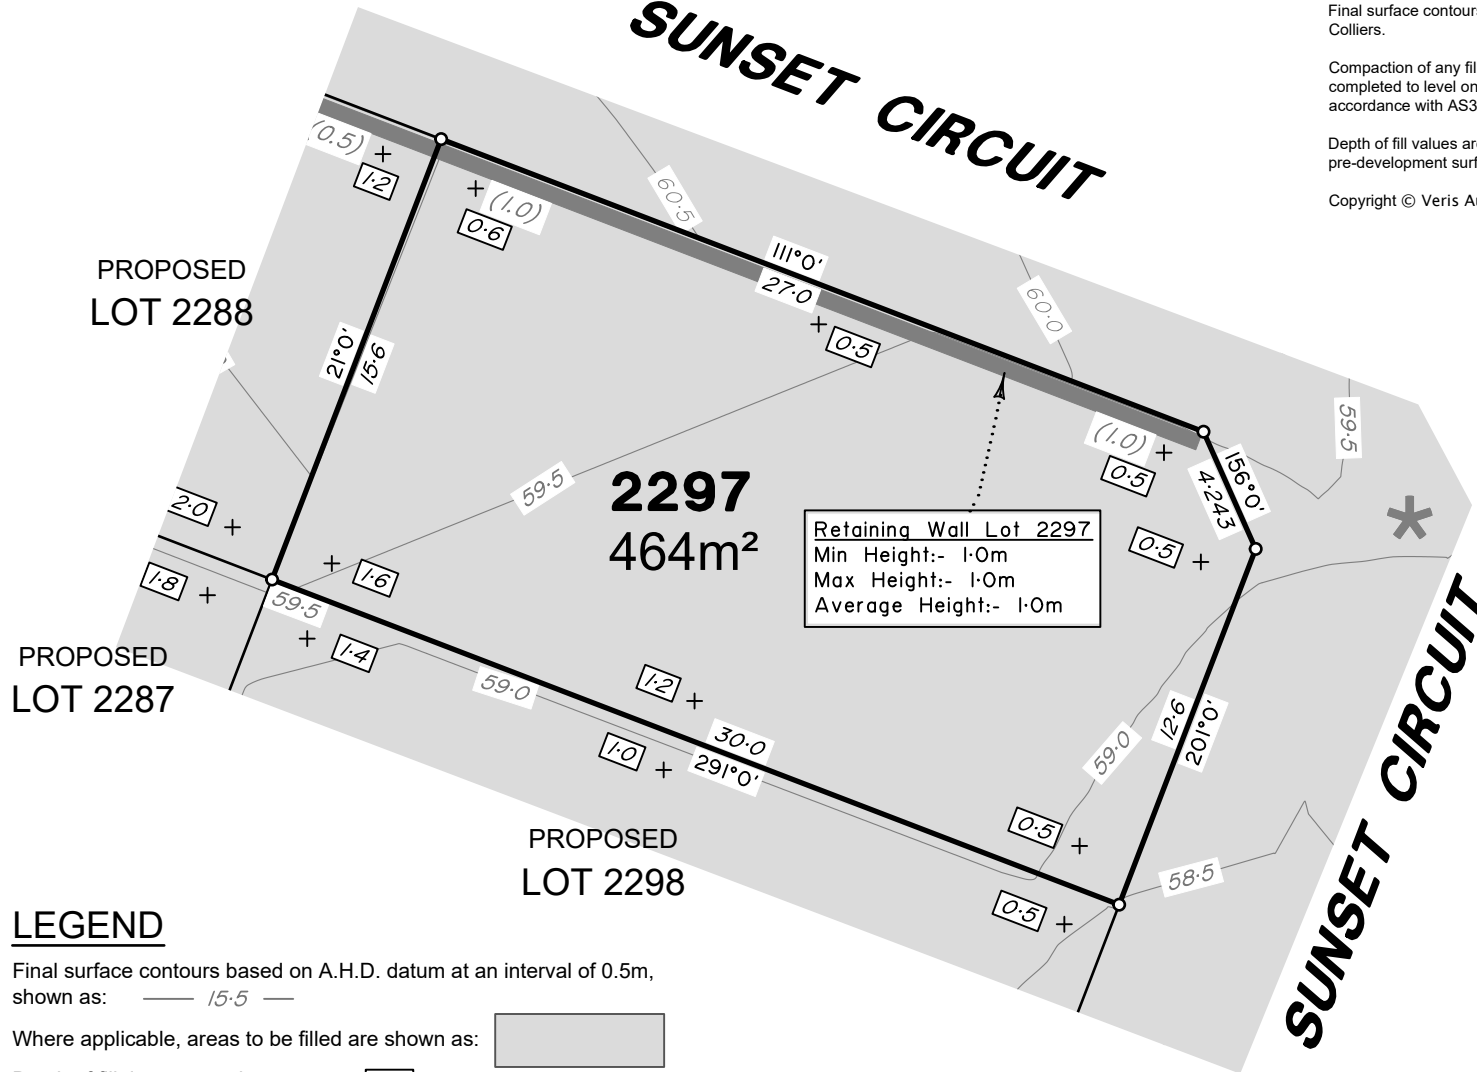 SUNSET CIRCUIT
Final surface contours
Colliers.
Compaction of any fil
completed to level on
accordance with AS3
Depth of fill values are
pre-development surf
Copyright © Veris Au
(0.5)
1·2
(1.0)
0·6
60·5
111°0'
27·0
0·5
60·0
59·5
PROPOSED
LOT 2288
21°0'
15·6
59·5
2297
464m²
(1.0)
0·5
156°0'
4·243
*
Retaining Wall Lot 2297
Min Height:- 1·0m
Max Height:- 1·0m
Average Height:- 1·0m
0·5
2·0
1·8
1·6
59·5
1·4
PROPOSED
LOT 2287
59·0
1·2
30·0
291°0'
1·0
59·0
12·6
201°0'
SUNSET CIRCUIT
PROPOSED
LOT 2298
0·5
0·5
58·5
LEGEND
Final surface contours based on A.H.D. datum at an interval of 0.5m,
shown as: 15·5
Where applicable, areas to be filled are shown as: